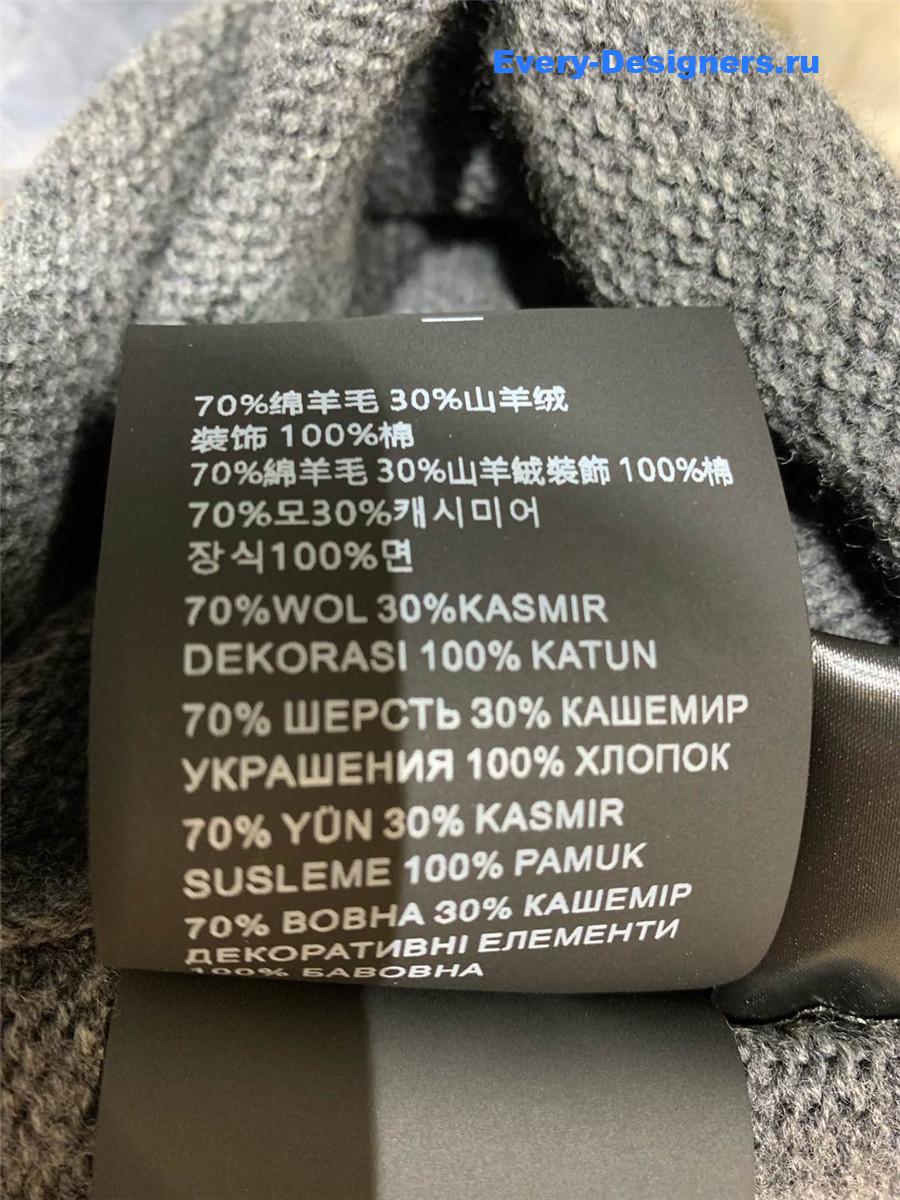 Every-Designers.ru
70%绵羊毛 30%山羊绒
装饰 100%棉
70%綿羊毛 30%山羊絨裝飾 100%棉
70%모30%캐시미어
장식100%면
70%WOL 30%KASMIR
DEKORASI 100% KATUN
70% ШЕРСТЬ 30% КАШЕМИР
УКРАШЕНИЯ 100% ХЛОПОК
70% YÜN 30% KASMIR
SUSLEME 100% PAMUK
70% ВОВНА 30% КАШЕМІР
ДЕКОРАТИВНІ ЕЛЕМЕНТИ
100% БАВОВНА